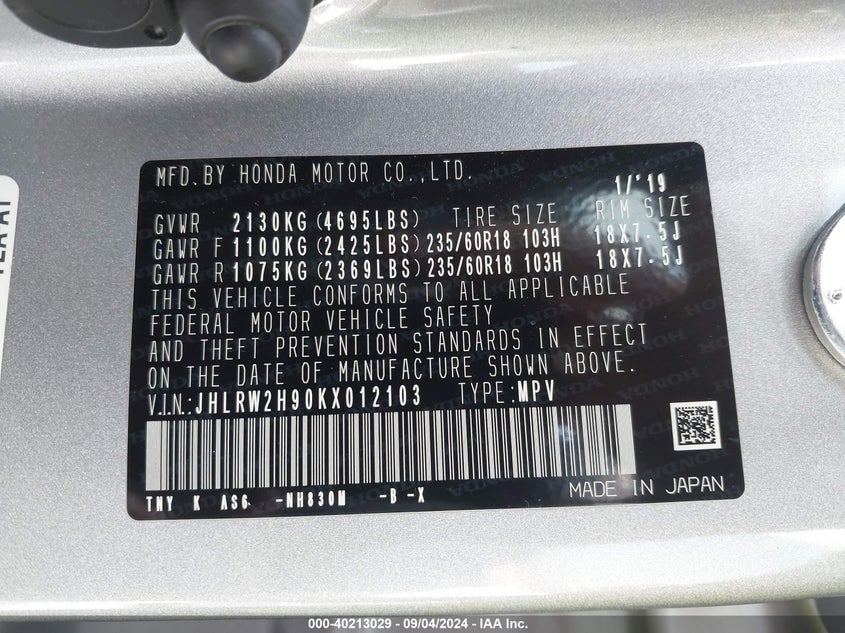 MFD. BY HONDA MOTOR CO., LTD. 1/'19
GVWR 2130KG (4695LBS) TIRE SIZE RIM SIZE
GAWR F 1100KG (2425LBS) 235/60R18 103H 18X7.5J
GAWR R 1075KG (2369LBS) 235/60R18 103H 18X7.5J
THIS VEHICLE CONFORMS TO ALL APPLICABLE
FEDERAL MOTOR VEHICLE SAFETY
AND THEFT PREVENTION STANDARDS IN EFFECT
ON THE DATE OF MANUFACTURE SHOWN ABOVE.
V.I.N.: JHLRW2H90KX012103 TYPE: MPV
TNY K AS6 -NH830M -B -X
MADE IN JAPAN
000-40213029 - 09/04/2024 - IAA Inc.